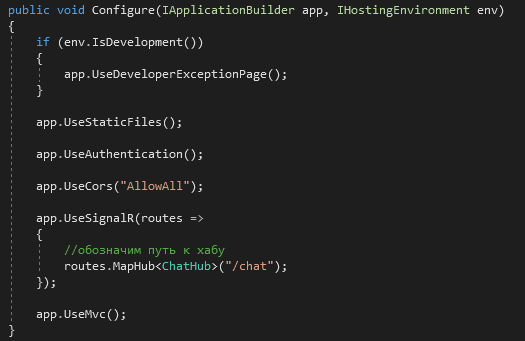 public void Configure(IApplicationBuilder app, IHostingEnvironment env)
{
if (env.IsDevelopment())
{
app.UseDeveloperExceptionPage();
}
app.UseStaticFiles();
app.UseAuthentication();
app.UseCors("AllowAll");
app.UseSignalR(routes =>
{
//обозначим путь к хабу
routes.MapHub<ChatHub>("/chat");
});
app.UseMvc();
}